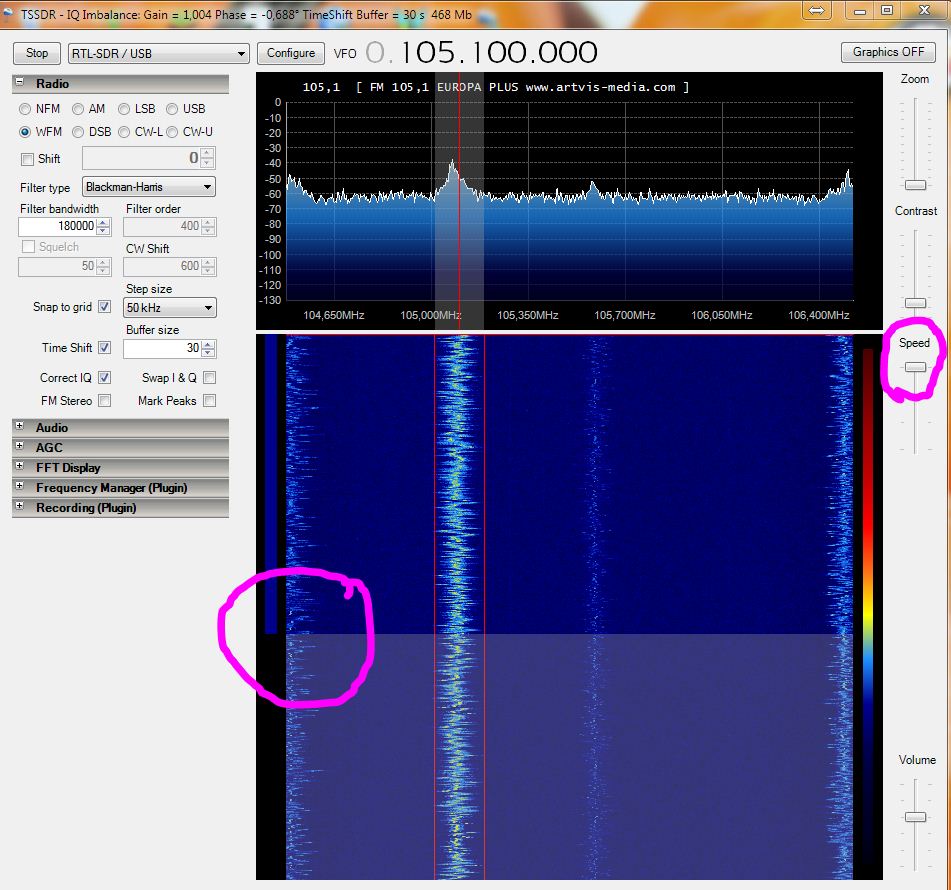 TSSDR - IQ Imbalance: Gain = 1,004 Phase = -0,688° TimeShift Buffer = 30 s 468 Mb
Stop RTL-SDR / USB Configure VFO 0.105.100.000 Graphics OFF
Radio
NFM AM LSB USB
WFM DSB CW-L CW-U
Shift 0
Filter type Blackman-Harris
Filter bandwidth Filter order
180000 400
Squelch CW Shift
50 600
Step size
Snap to grid 50 kHz
Buffer size
Time Shift 30
Correct IQ Swap I & Q
FM Stereo Mark Peaks
Audio
AGC
FFT Display
Frequency Manager (Plugin)
Recording (Plugin)
105,1 [ FM 105,1 EUROPA PLUS www.artvis-media.com ]
0
-10
-20
-30
-40
-50
-60
-70
-80
-90
-100
-110
-120
-130
104,650MHz 105,000MHz 105,350MHz 105,700MHz 106,050MHz 106,400MHz
Zoom
Contrast
Speed
Volume